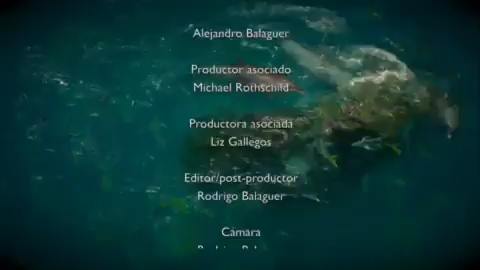 Alejandro Balaguer
Productor asociado
Michael Rothschild
Productora asociada
Liz Gallegos
Editor/post-productor
Rodrigo Balaguer
Cámara